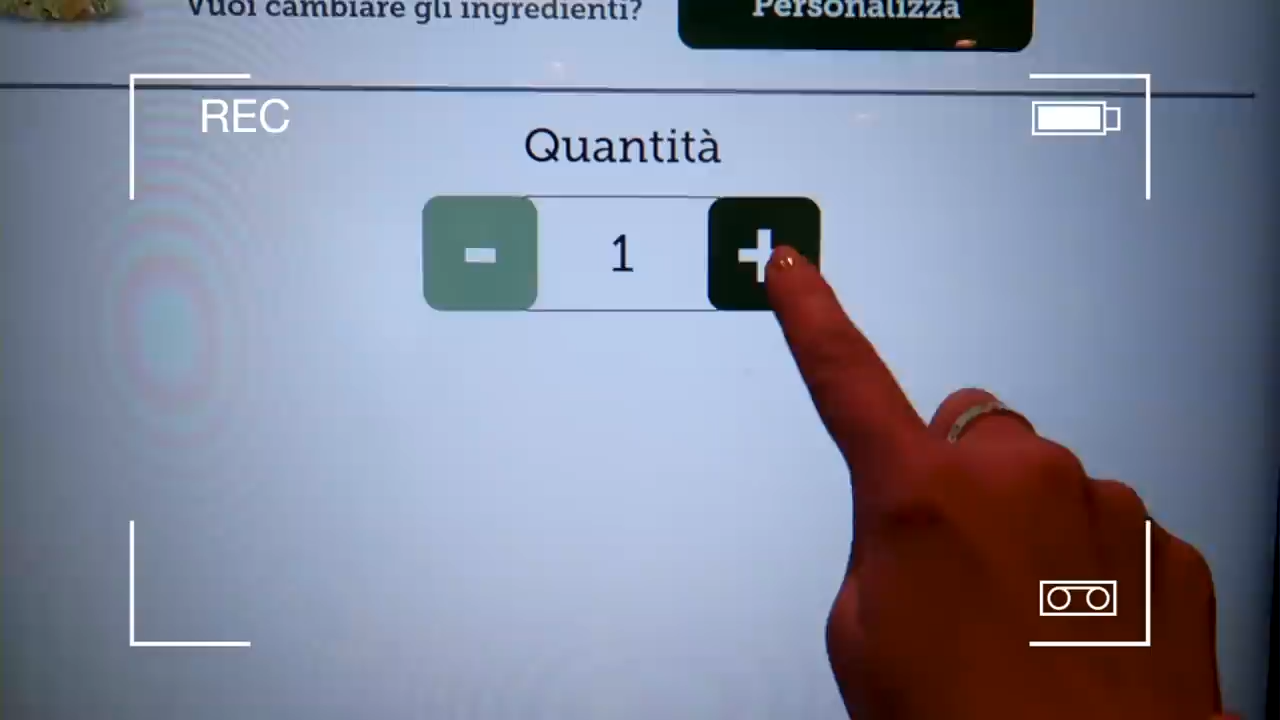 Vuoi cambiare gli ingredienti?
Personalizza
REC
Quantità
- 1 +